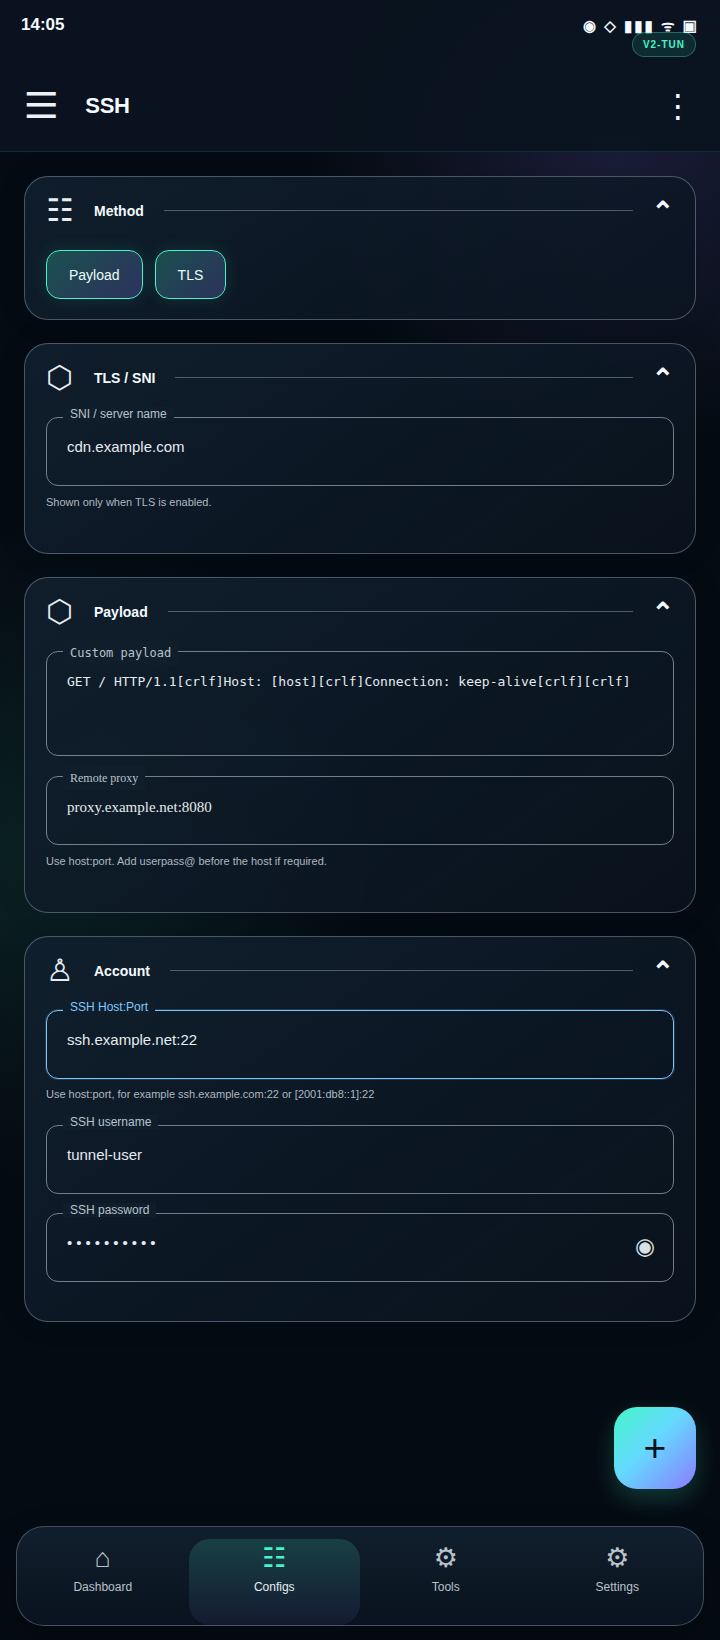 14:05
V2-TUN
SSH
Method
Payload
TLS
TLS / SNI
SNI / server name
cdn.example.com
Shown only when TLS is enabled.
Payload
Custom payload
GET / HTTP/1.1[crlf]Host: [host][crlf]Connection: keep-alive[crlf][crlf]
Remote proxy
proxy.example.net:8080
Use host:port. Add userpass@ before the host if required.
Account
SSH Host:Port
ssh.example.net:22
Use host:port, for example ssh.example.com:22 or [2001:db8::1]:22
SSH username
tunnel-user
SSH password
••••••••••
+
Dashboard
Configs
Tools
Settings